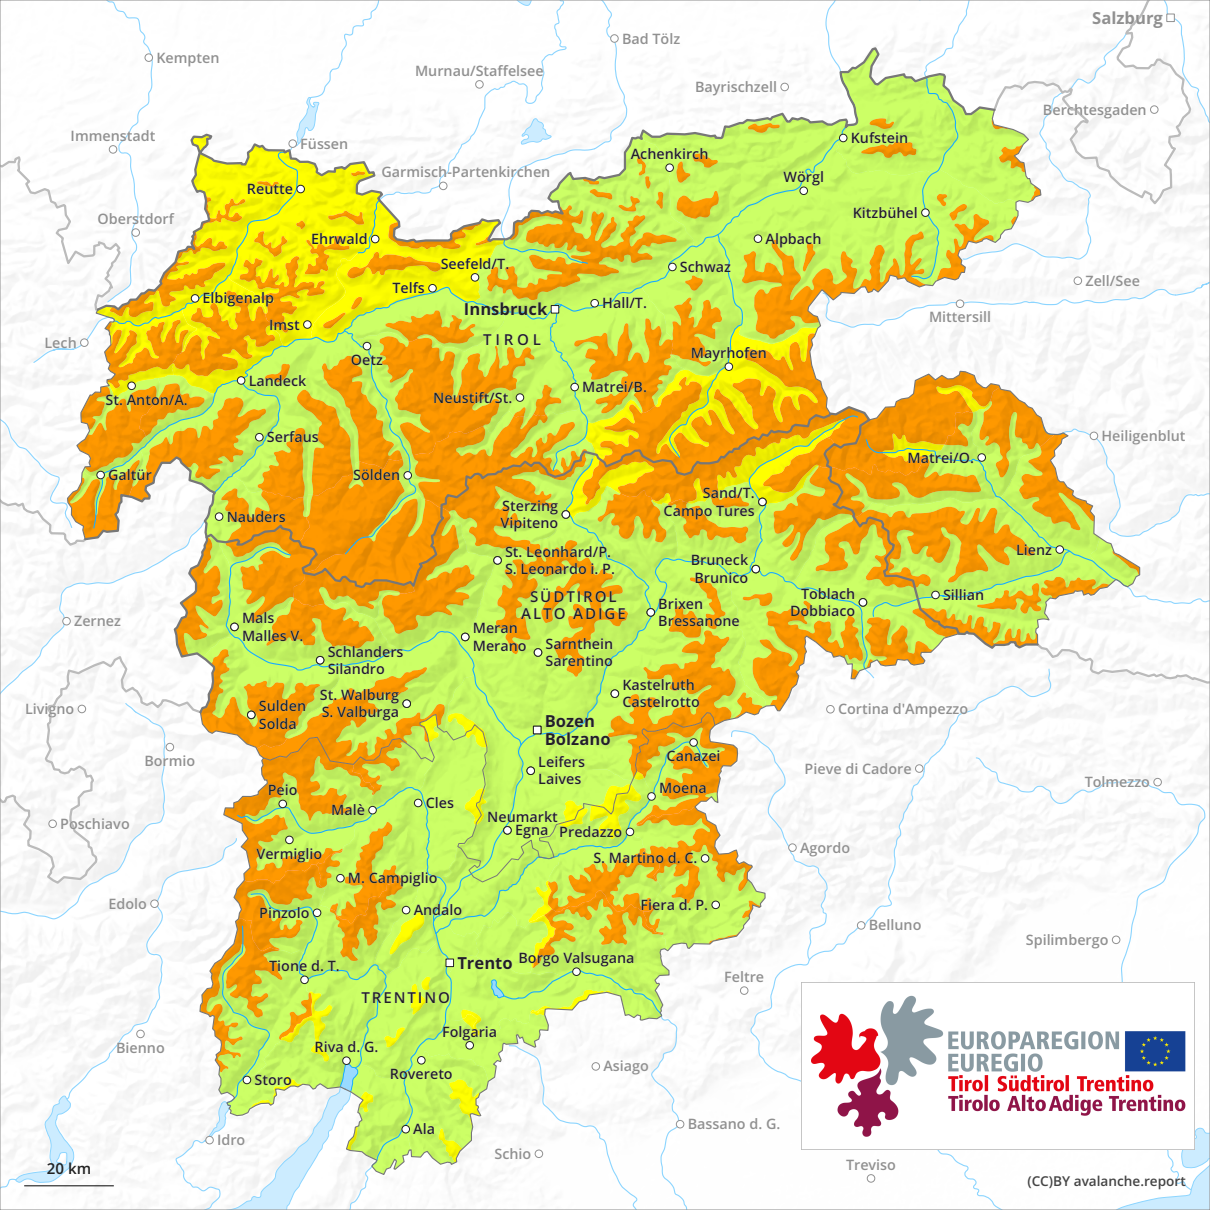 Salzburg
Bad Tölz
Kempten
Murnau/Staffelsee
Bayrischzell
Berchtesgaden
Immenstadt
Füssen
Kufstein
Achenkirch
Garmisch-Partenkirchen
Wörgl
Reutte
Oberstdorf
Kitzbühel
Ehrwald
Alpbach
Seefeld/T.
Schwaz
Zell/See
Telfs
Elbigenalp
Hall/T.
Innsbruck
Mittersill
Imst
Lech
TIROL
Oetz
Mayrhofen
Landeck
Matrei/B.
St. Anton/A.
Neustift/St.
Serfaus
Heiligenblut
Matrei/O.
Galtür
Sölden
Sand/T.
Campo Tures
Sterzing
Vipiteno
Nauders
St. Leonhard/P.
S. Leonardo i. P.
Lienz
Bruneck
Brunico
SÜDTIROL
ALTO ADIGE
Toblach
Dobbiaco
Sillian
Brixen
Bressanone
Zernez
Mals
Malles V.
Meran
Merano
Sarnthein
Sarentino
Schlanders
Silandro
Kastelruth
Castelrotto
St. Walburg
S. Valburga
Sulden
Solda
Livigno
Cortina d'Ampezzo
Bozen
Bolzano
Bormio
Canazei
Leifers
Laives
Pieve di Cadore
Tolmezzo
Peio
Moena
Malè
Cles
Neumarkt
Egna
Predazzo
Poschiavo
Vermiglio
S. Martino d. C.
Agordo
M. Campiglio
Edolo
Pinzolo
Andalo
Fiera d. P.
Belluno
Spilimbergo
Trento
Borgo Valsugana
Tione d. T.
Feltre
TRENTINO
Folgaria
Bienno
Riva d. G.
Rovereto
Asiago
Storo
EUROPAREGION
EUREGIO
Tirol Südtirol Trentino
Tirolo Alto Adige Trentino
Ala
Bassano d. G.
Idro
Schio
Treviso
20 km
(CC)BY avalanche.report